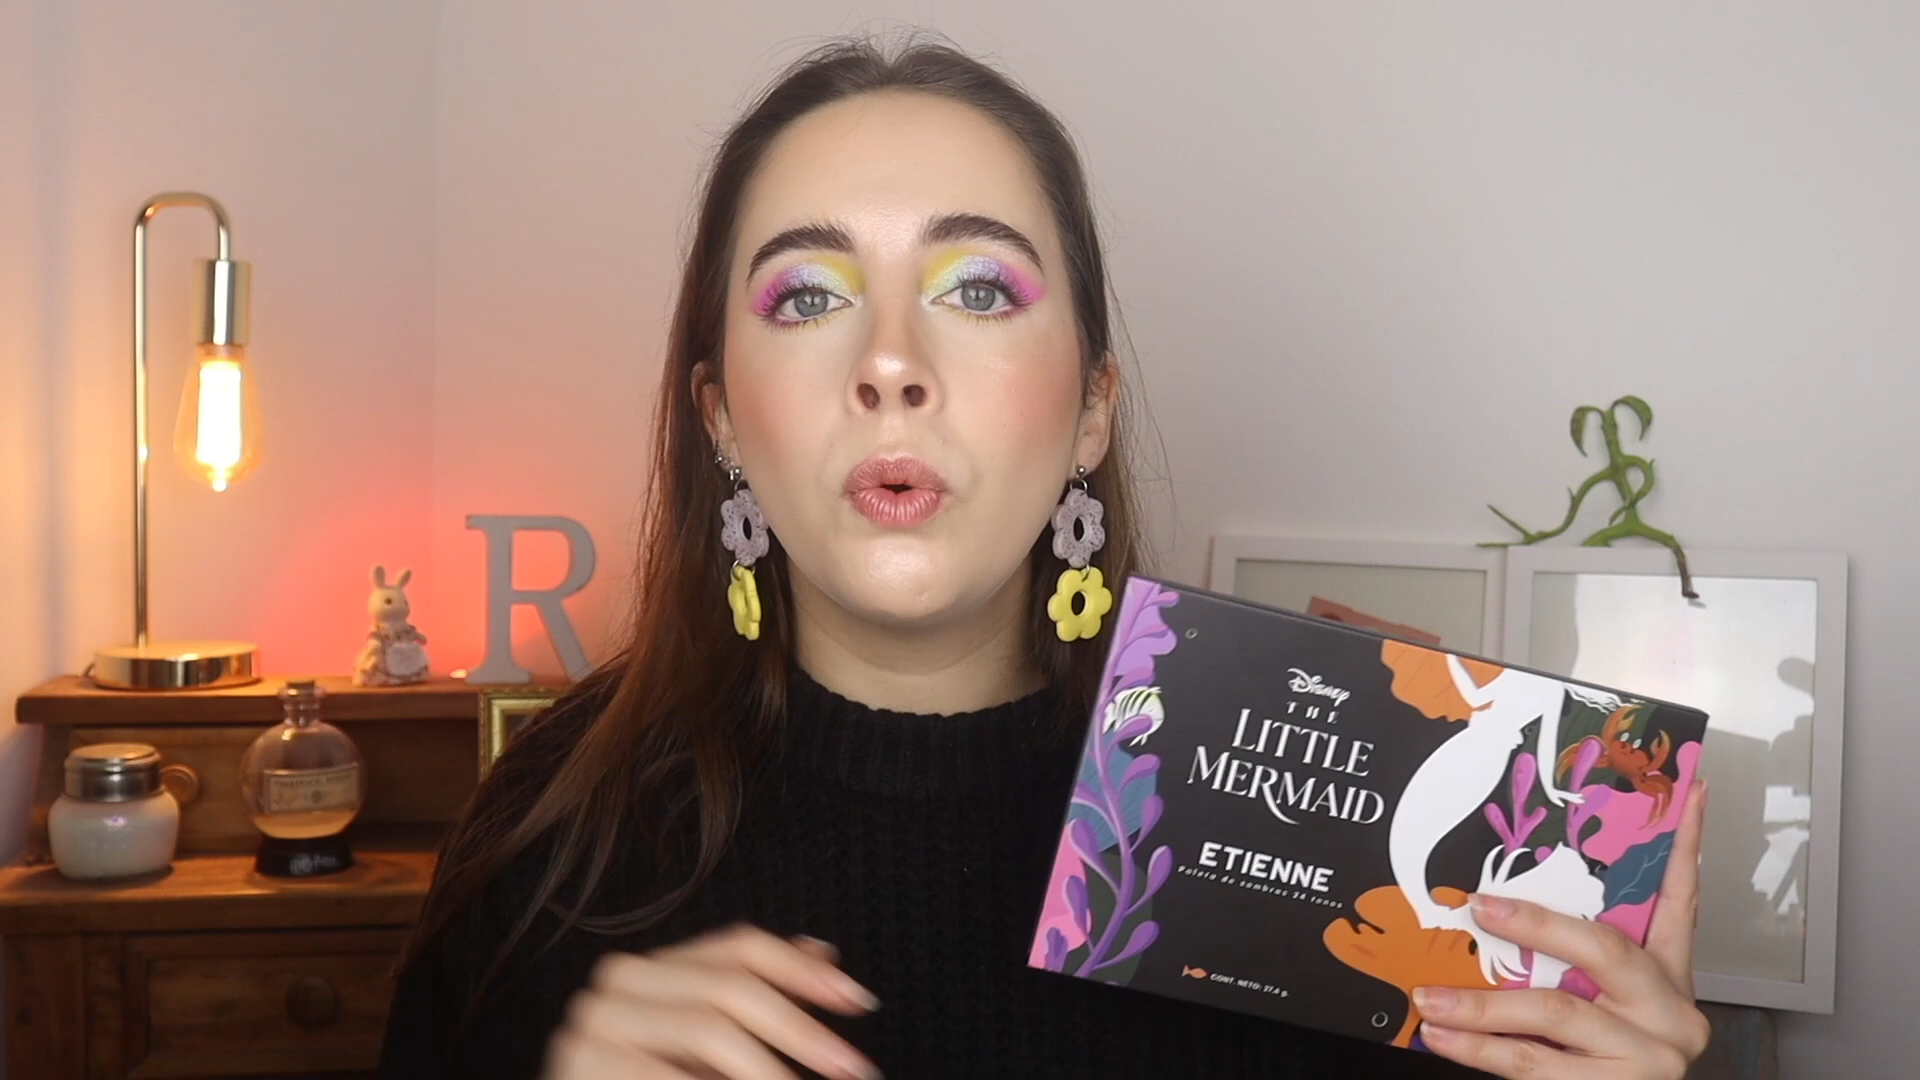 R
Disney
THE
LITTLE
MERMAID
ETIENNE
Paleta de sombras 24 tonos
CONT. NETO: 27,6 g.